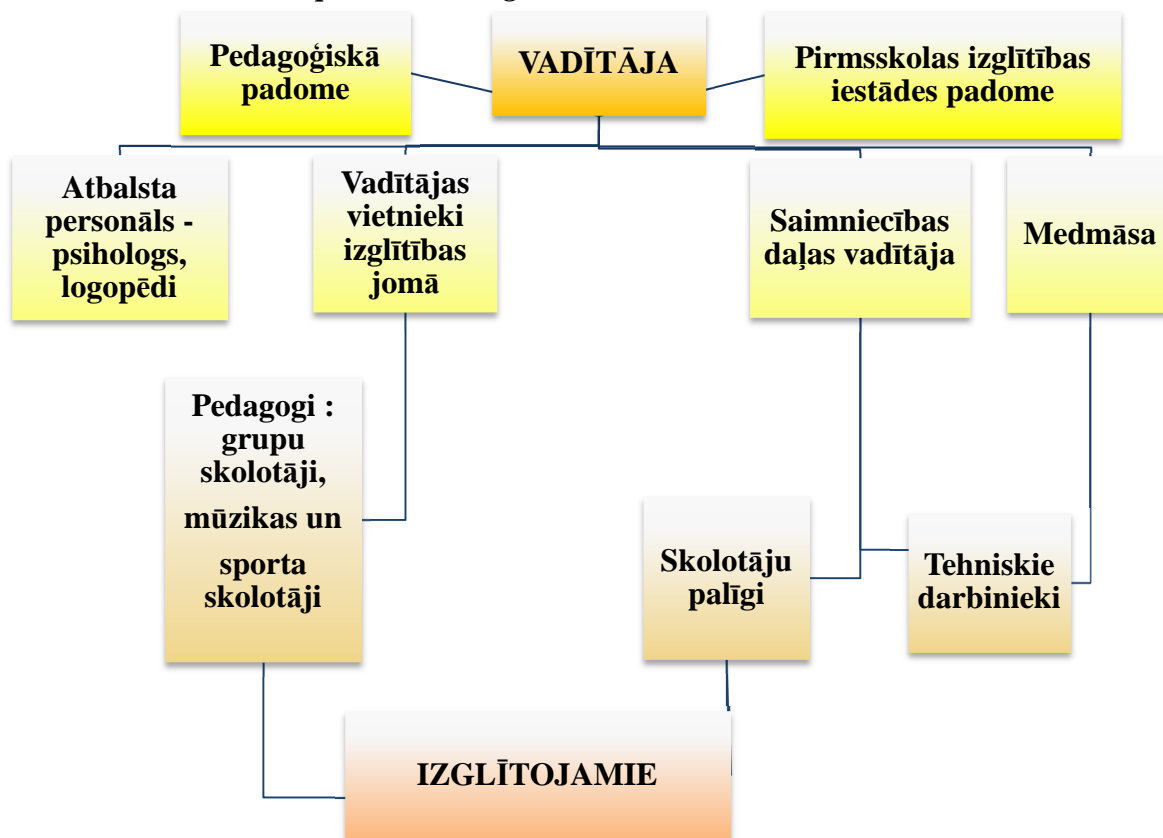 Pedagoģiskā
padome
VADĪTĀJA
Pirmsskolas izglītības
iestādes padome
Atbalsta
personāls -
psihologs,
logopēdi
Vadītājas
vietnieki
izglītības
jomā
Saimniecības
daļas vadītāja
Medmāsa
Pedagogi :
grupu
skolotāji,
mūzikas un
sporta
skolotāji
Skolotāju
palīgi
Tehniskie
darbinieki
IZGLĪTOJAMIE